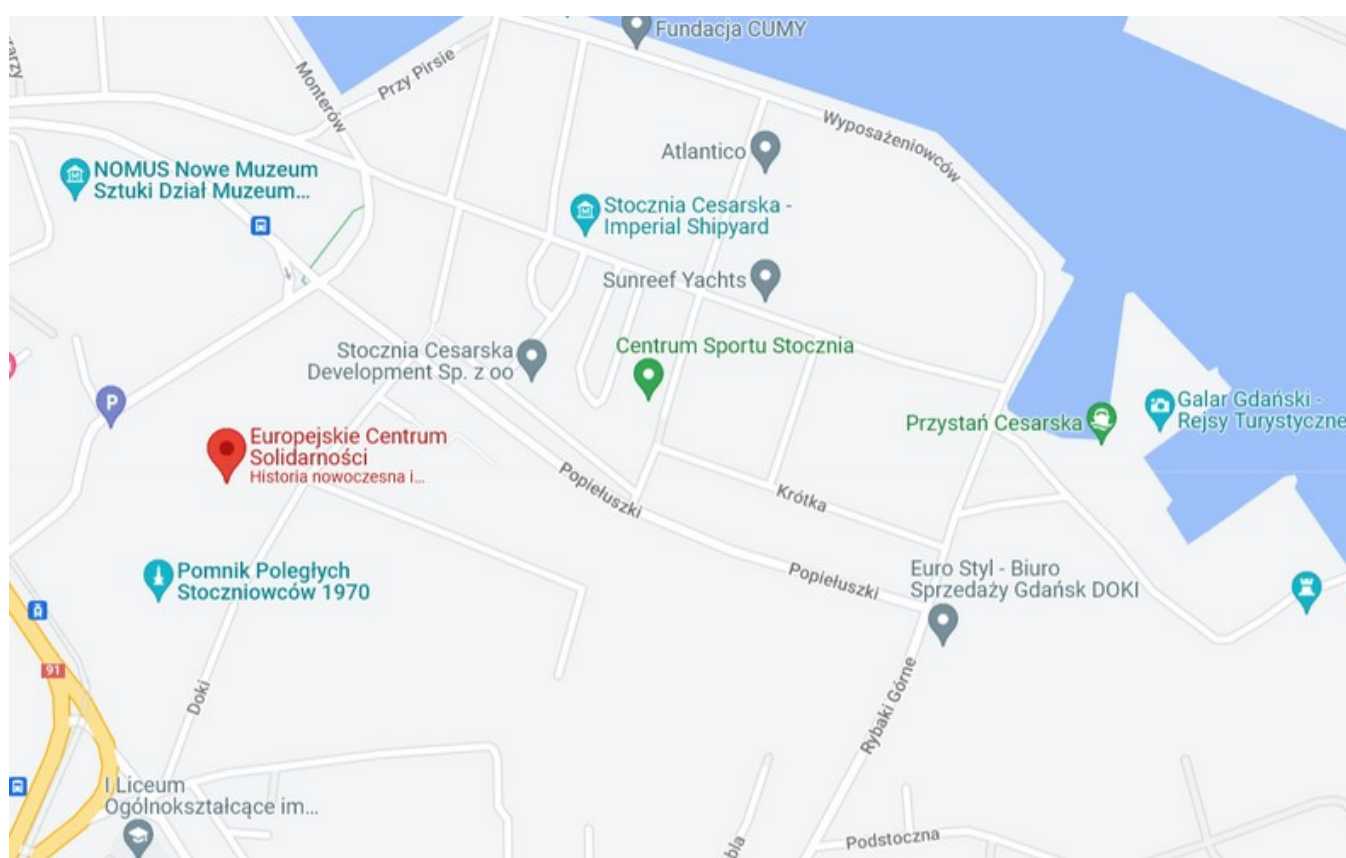 Fundacja CUMY
Przy Pirsie
Monterów
Wyposażeniowców
Atlantico
NOMUS Nowe Muzeum
Sztuki Dział Muzeum...
Stocznia Cesarska -
Imperial Shipyard
Sunreef Yachts
Stocznia Cesarska
Development Sp. z oo
Centrum Sportu Stocznia
P
Galar Gdański -
Rejsy Turystyczne
Przystań Cesarska
Europejskie Centrum
Solidarności
Historia nowoczesna i...
Popiełuszki
Krótka
Pomnik Poległych
Stoczniowców 1970
Popiełuszki
Euro Styl - Biuro
Sprzedaży Gdańsk DOKI
91
Doki
Rybaki Górne
I Liceum
Ogólnokształcące im...
Podstoczna